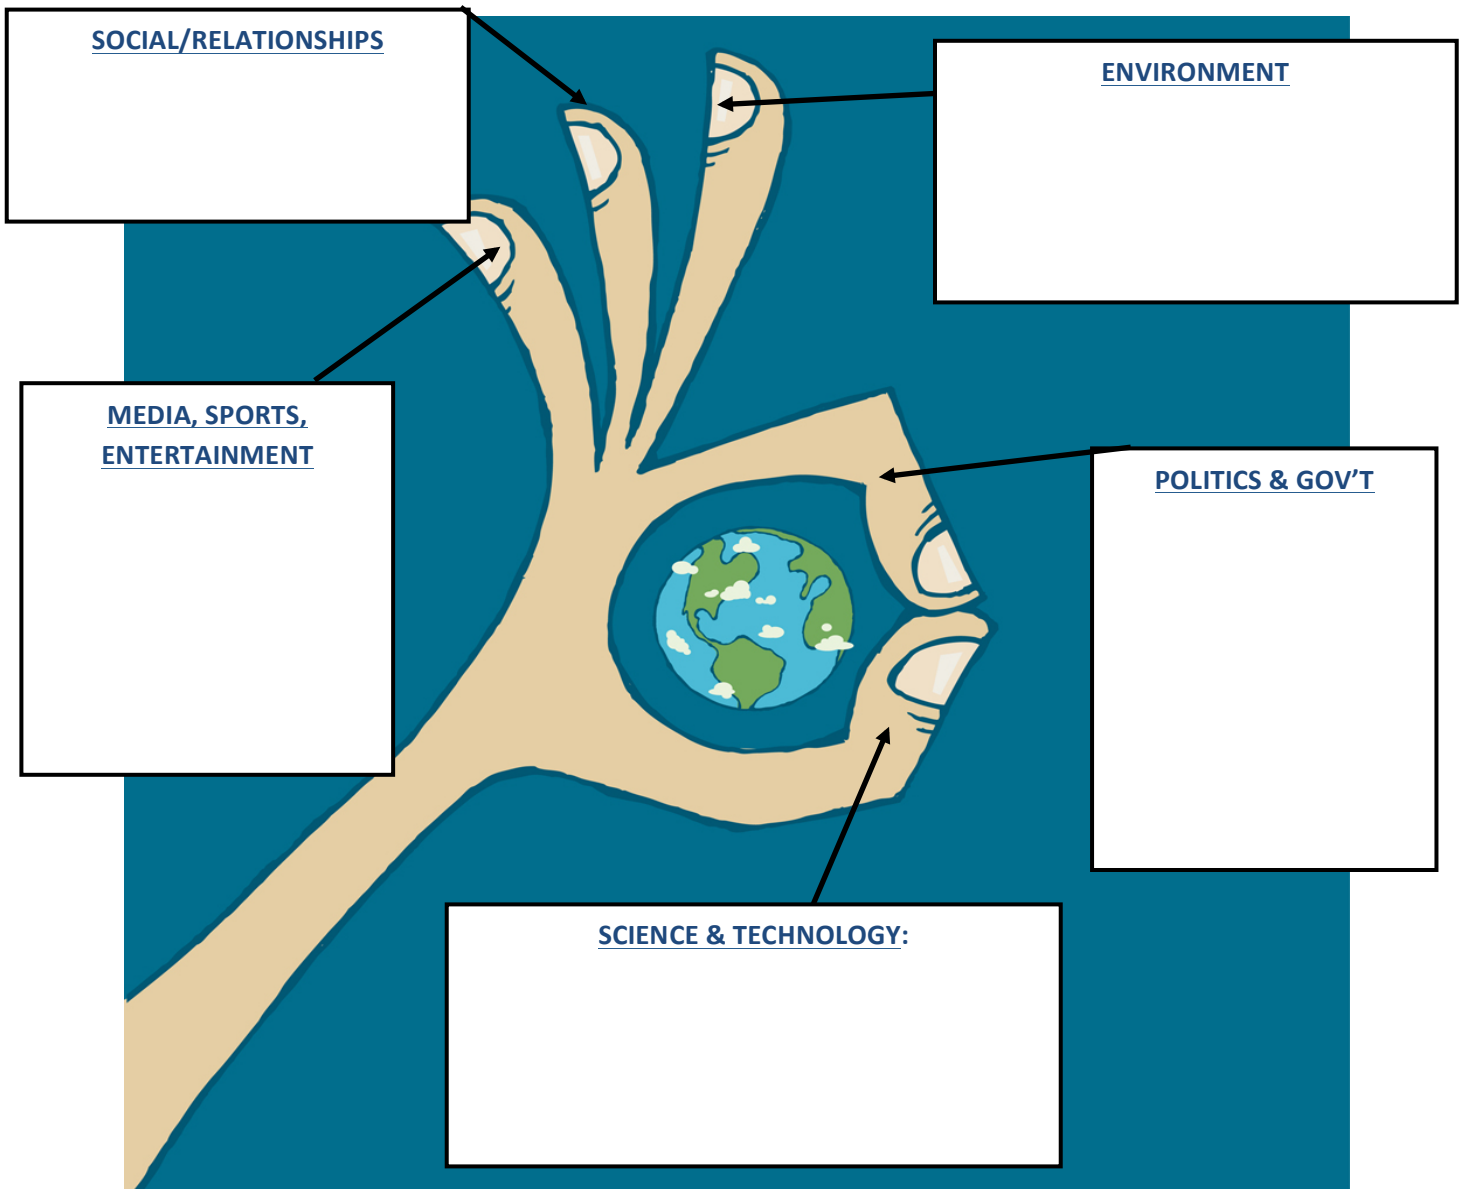 SOCIAL/RELATIONSHIPS
ENVIRONMENT
MEDIA, SPORTS,
ENTERTAINMENT
POLITICS & GOV’T
SCIENCE & TECHNOLOGY: